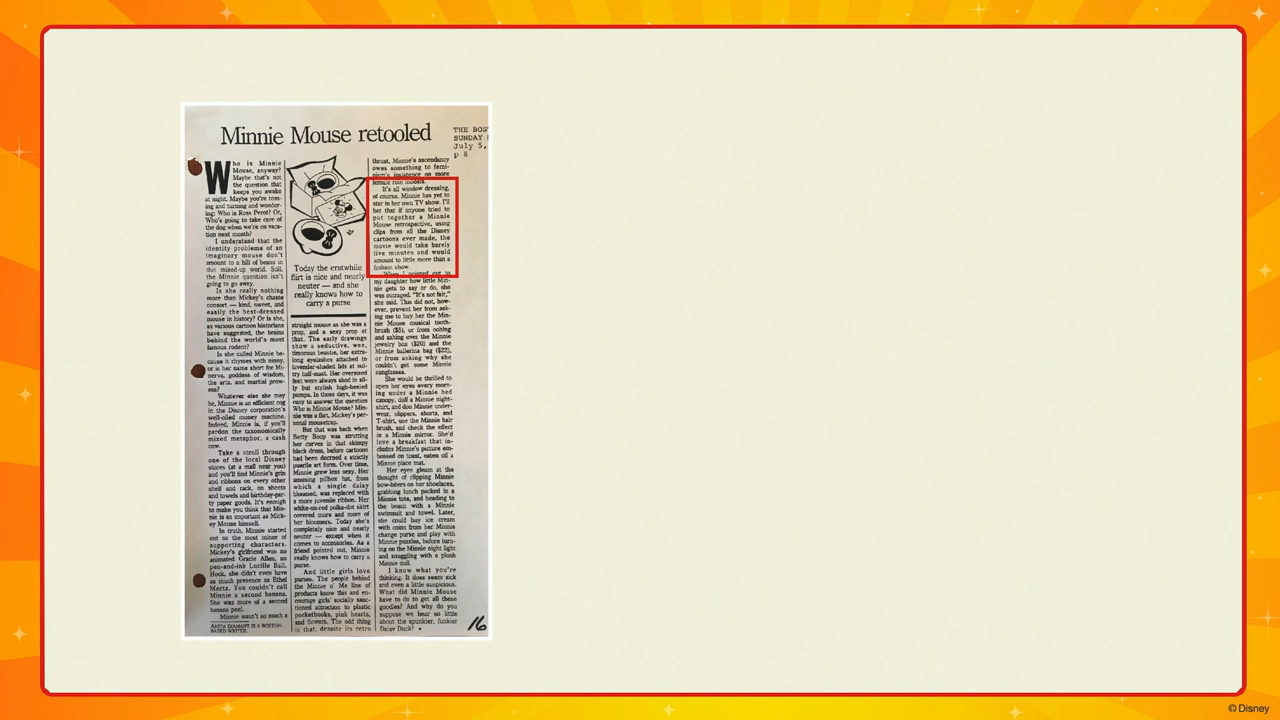 Minnie Mouse retooled
THE BOS
SUNDAY
July 5,
p 8
Who is Minnie
Mouse, anyway?
Maybe that's not
the question that
keeps you awake
at night. Maybe you're toss-
ing and turning and wonder-
ing: Who is Ross Perot? Or,
Who's going to take care of
the dog when we're on vaca-
tion next month?
I understand that the
identity problems of an
imaginary mouse don't
amount to a hill of beans in
this mixed-up world. Still,
the Minnie question isn't
going to go away.
Is she really nothing
more than Mickey's chaste
consort — kind, sweet, and
easily the best-dressed
mouse in history? Or is she,
as various cartoon historians
have suggested, the brains
behind the world's most
famous rodent?
Is she called Minnie be-
cause it rhymes with ninny,
or is her name short for Mi-
nerva, goddess of wisdom,
the arts, and martial prow-
ess?
Whatever else she may
be, Minnie is an efficient cog
in the Disney corporation's
well-oiled money machine.
Indeed, Minnie is, if you'll
pardon the taxonomically
mixed metaphor, a cash
cow.
Take a stroll through
one of the local Disney
stores (at a mall near you)
and you'll find Minnie's grin
and ribbons on every other
shelf and rack, on sheets
and towels and birthday-par-
ty paper goods. It's enough
to make you think that Min-
nie is as important as Mick-
ey Mouse himself.
In truth, Minnie started
out as the most minor of
supporting characters.
Mickey's girlfriend was no
animated Gracie Allen, no
pen-and-ink Lucille Ball.
Heck, she didn't even have
as much presence as Ethel
Mertz. You couldn't call
Minnie a second banana.
She was more of a second
banana peel.
Minnie wasn't so much a
ANITA DIAMANT IS A BOSTON-
BASED WRITER.
Today the erstwhile
flirt is nice and nearly
neuter — and she
really knows how to
carry a purse
straight mouse as she was a
prop, and a sexy prop at
that. The early drawings
show a seductive, wee,
timorous beastie, her extra-
long eyelashes attached to
lavender-shaded lids at sul-
try half-mast. Her oversized
feet were always shod in sil-
ly but stylish high-heeled
pumps. In those days, it was
easy to answer the question
Who is Minnie Mouse? Min-
nie was a flirt, Mickey's per-
sonal mousetrap.
But that was back when
Betty Boop was strutting
her curves in that skimpy
black dress, before cartoons
had been decreed a strictly
puerile art form. Over time,
Minnie grew less sexy. Her
amusing pillbox hat, from
which a single daisy
bloomed, was replaced with
a more juvenile ribbon. Her
white-on-red polka-dot skirt
covered more and more of
her bloomers. Today she's
completely nice and nearly
neuter — except when it
comes to accessories. As a
friend pointed out, Minnie
really knows how to carry a
purse.
And little girls love
purses. The people behind
the Minnie n' Me line of
products know this and en-
courage girls' socially sanc-
tioned attraction to plastic
pocketbooks, pink hearts,
and flowers. The odd thing
is that, despite its retro
thrust, Minnie's ascendancy
owes something to femi-
nism's insistence on more
female role models.
It's all window dressing,
of course. Minnie has yet to
star in her own TV show. I'll
bet that if anyone tried to
put together a Minnie
Mouse retrospective, using
clips from all the Disney
cartoons ever made, the
movie would take barely
five minutes and would
amount to little more than a
fashion show.
When I pointed out to
my daughter how little Min-
nie gets to say or do, she
was outraged. "It's not fair,"
she said. This did not, how-
ever, prevent her from ask-
ing me to buy her the Min-
nie Mouse musical tooth-
brush ($5), or from oohing
and aahing over the Minnie
jewelry box ($20) and the
Minnie ballerina bag ($22),
or from asking why she
couldn't get some Minnie
sunglasses.
She would be thrilled to
open her eyes every morn-
ing under a Minnie bed
canopy, doff a Minnie night-
shirt, and don Minnie under-
wear, slippers, shorts, and
T-shirt, use the Minnie hair
brush, and check the effect
in a Minnie mirror. She'd
love a breakfast that in-
cludes Minnie's picture em-
bossed on toast, eaten off a
Minnie place mat.
Her eyes gleam at the
thought of clipping Minnie
bow-biters on her shoelaces,
grabbing lunch packed in a
Minnie tote, and heading to
the beach with a Minnie
swimsuit and towel. Later,
she could buy ice cream
with coins from her Minnie
change purse and play with
Minnie puzzles, before turn-
ing on the Minnie night light
and snuggling with a plush
Minnie doll.
I know what you're
thinking. It does seem sick
and even a little suspicious.
What did Minnie Mouse
have to do to get all these
goodies? And why do you
suppose we hear so little
about the spunkier, funkier
Daisy Duck? •
16
© Disney